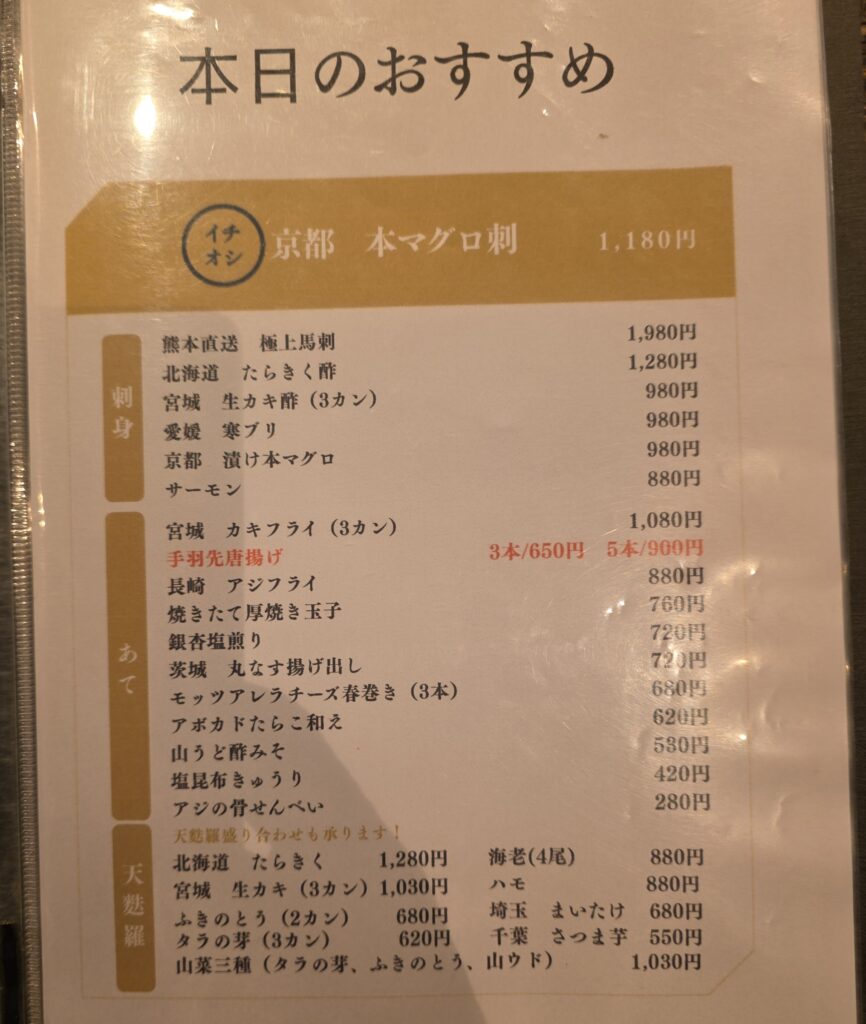 本日のおすすめ
イチオシ 京都 本マグロ刺 1,180円
刺身
熊本直送 極上馬刺 1,980円
北海道 たらきく酢 1,280円
宮城 生カキ酢（3カン） 980円
愛媛 寒ブリ 980円
京都 漬け本マグロ 980円
サーモン 880円
あて
宮城 カキフライ（3カン） 1,080円
手羽先唐揚げ 3本/650円 5本/900円
長崎 アジフライ 880円
焼きたて厚焼き玉子 760円
銀杏塩煎り 720円
茨城 丸なす揚げ出し 720円
モッツアレラチーズ春巻き（3本） 680円
アボカドたらこ和え 620円
山うど酢みそ 530円
塩昆布きゅうり 420円
アジの骨せんべい 280円
天麩羅
天麩羅盛り合わせも承ります！
北海道 たらきく 1,280円 海老(4尾) 880円
宮城 生カキ（3カン） 1,030円 ハモ 880円
ふきのとう（2カン） 680円 埼玉 まいたけ 680円
タラの芽（3カン） 620円 千葉 さつま芋 550円
山菜三種（タラの芽、ふきのとう、山ウド） 1,030円